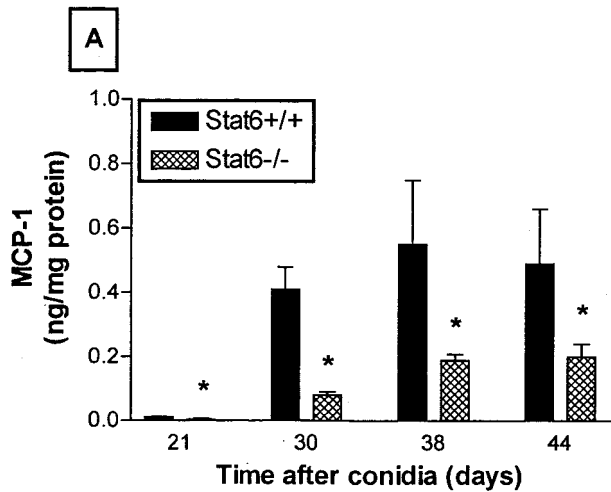 A
1.0
0.8
0.6
0.4
0.2
0.0
MCP-1
(ng/mg protein)
Stat6+/+
Stat6-/-
*
*
*
*
21 30 38 44
Time after conidia (days)